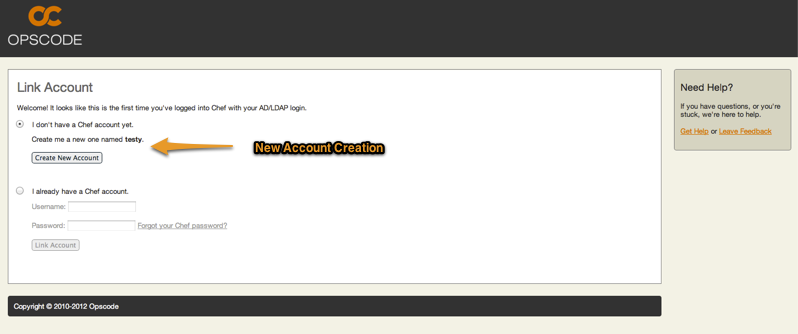 OPSCODE
Link Account
Welcome! It looks like this is the first time you've logged into Chef with your AD/LDAP login.
I don't have a Chef account yet.
Create me a new one named testy.
Create New Account
New Account Creation
I already have a Chef account.
Username:
Password:
Forgot your Chef password?
Link Account
Need Help?
If you have questions, or you're
stuck, we're here to help.
Get Help or Leave Feedback
Copyright © 2010-2012 Opscode